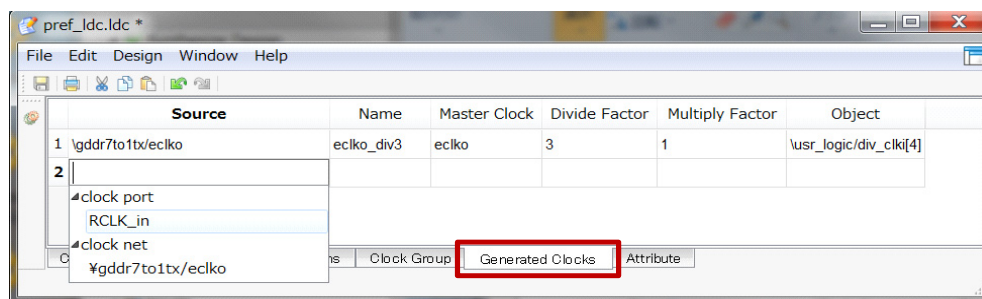 pref_ldc.ldc *
File Edit Design Window Help
Source Name Master Clock Divide Factor Multiply Factor Object
1 \gddr7to1tx/eclko eclko_div3 eclko 3 1 \usr_logic/div_clki[4]
2
clock port
RCLK_in
clock net
¥gddr7to1tx/eclko
Clock Group Generated Clocks Attribute